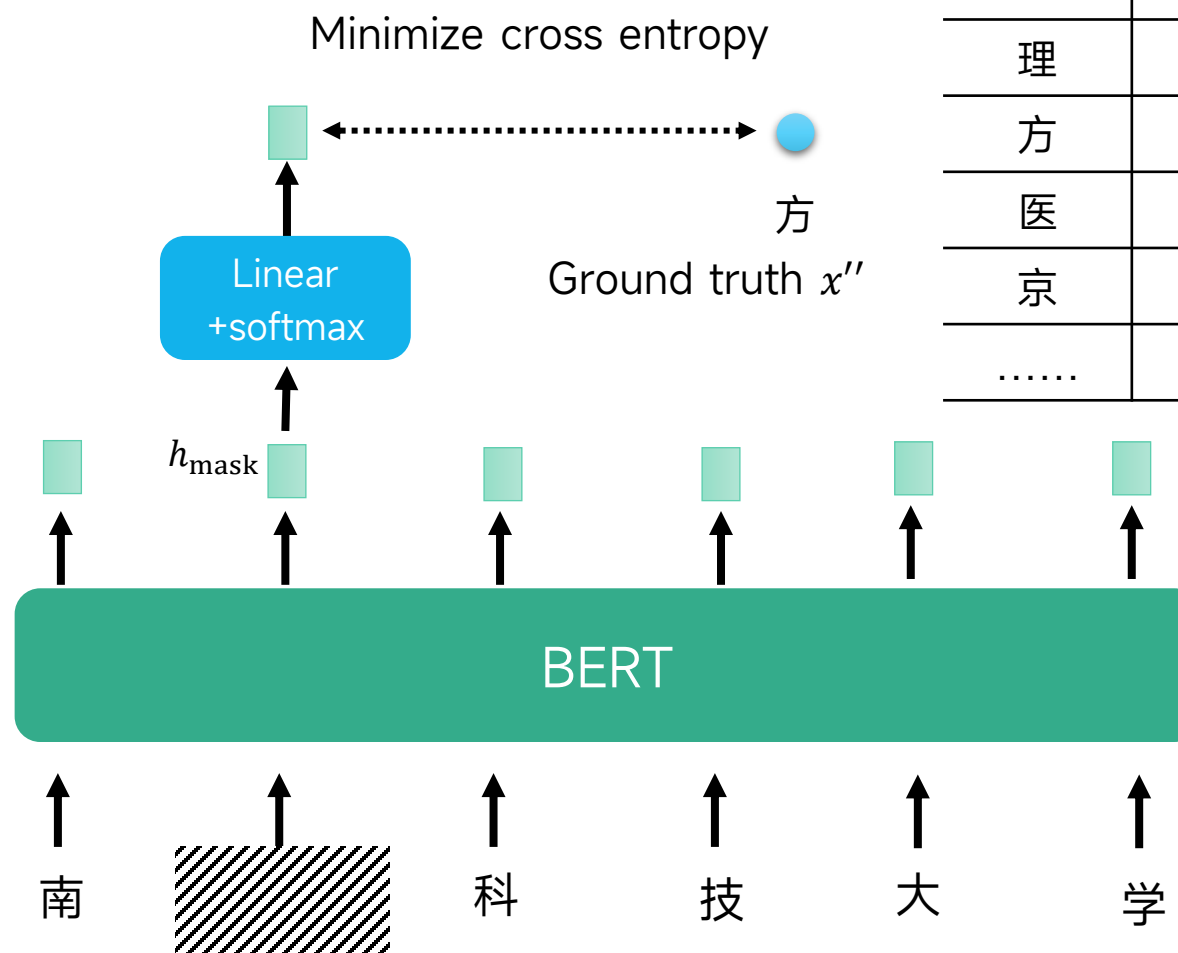 Minimize cross entropy
理
方
医
京
……
方
Ground truth x′′
Linear
+softmax
h_mask
BERT
南
科
技
大
学